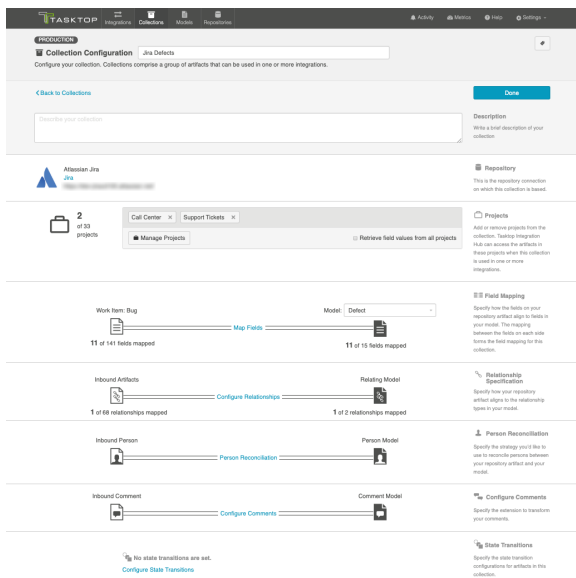 TASKTOP
Integrations
Collections
Models
Repositories
Activity
Metrics
Help
Settings
PRODUCTION
Collection Configuration
Jira Defects
Configure your collection. Collections comprise a group of artifacts that can be used in one or more integrations.
Back to Collections
Done
Describe your collection
Description
Write a brief description of your
collection
Atlassian Jira
Jira
Repository
This is the repository connection
on which this collection is based.
2
of 33
projects
Call Center ×
Support Tickets ×
Manage Projects
Retrieve field values from all projects
Projects
Add or remove projects from the
collection. Tasktop Integration
Hub can access the artifacts in
these projects when this collection
is used in one or more
integrations.
Work Item: Bug
Model: Defect
Map Fields
11 of 141 fields mapped
11 of 15 fields mapped
Field Mapping
Specify how the fields on your
repository artifact align to fields in
your model. The mapping
between the fields on each side
forms the field mapping for this
collection.
Inbound Artifacts
Relating Model
Configure Relationships
1 of 68 relationships mapped
1 of 2 relationships mapped
Relationship
Specification
Specify how your repository
artifact aligns to the relationship
types in your model.
Inbound Person
Person Model
Person Reconciliation
Person Reconciliation
Specify the strategy you'd like to
use to reconcile persons between
your repository artifact and your
model.
Inbound Comment
Comment Model
Configure Comments
Configure Comments
Specify the extension to transform
your comments.
No state transitions are set.
Configure State Transitions
State Transitions
Specify the state transition
configurations for artifacts in this
collection.